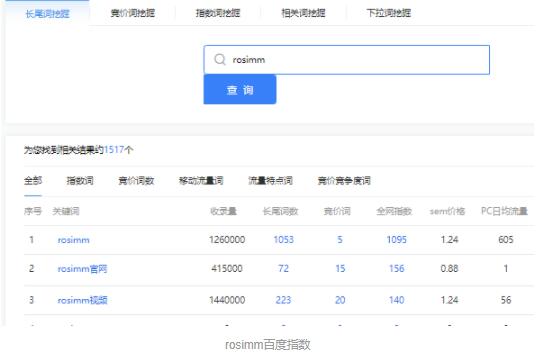 长尾词挖掘 竞价词挖掘 指数词挖掘 相关词挖掘 下拉词挖掘
rosimm
查 询
为您找到相关结果约1517个
全部 指数词 竞价词数 移动流量词 流量特点词 竞价竞争度词
序号 关键词 收录量 长尾词数 竞价词 全网指数 sem价格 PC日均流量
1 rosimm 1260000 1053 5 1095 1.24 605
2 rosimm官网 415000 72 15 156 0.88 1
3 rosimm视频 1440000 223 20 140 1.24 56
rosimm百度指数